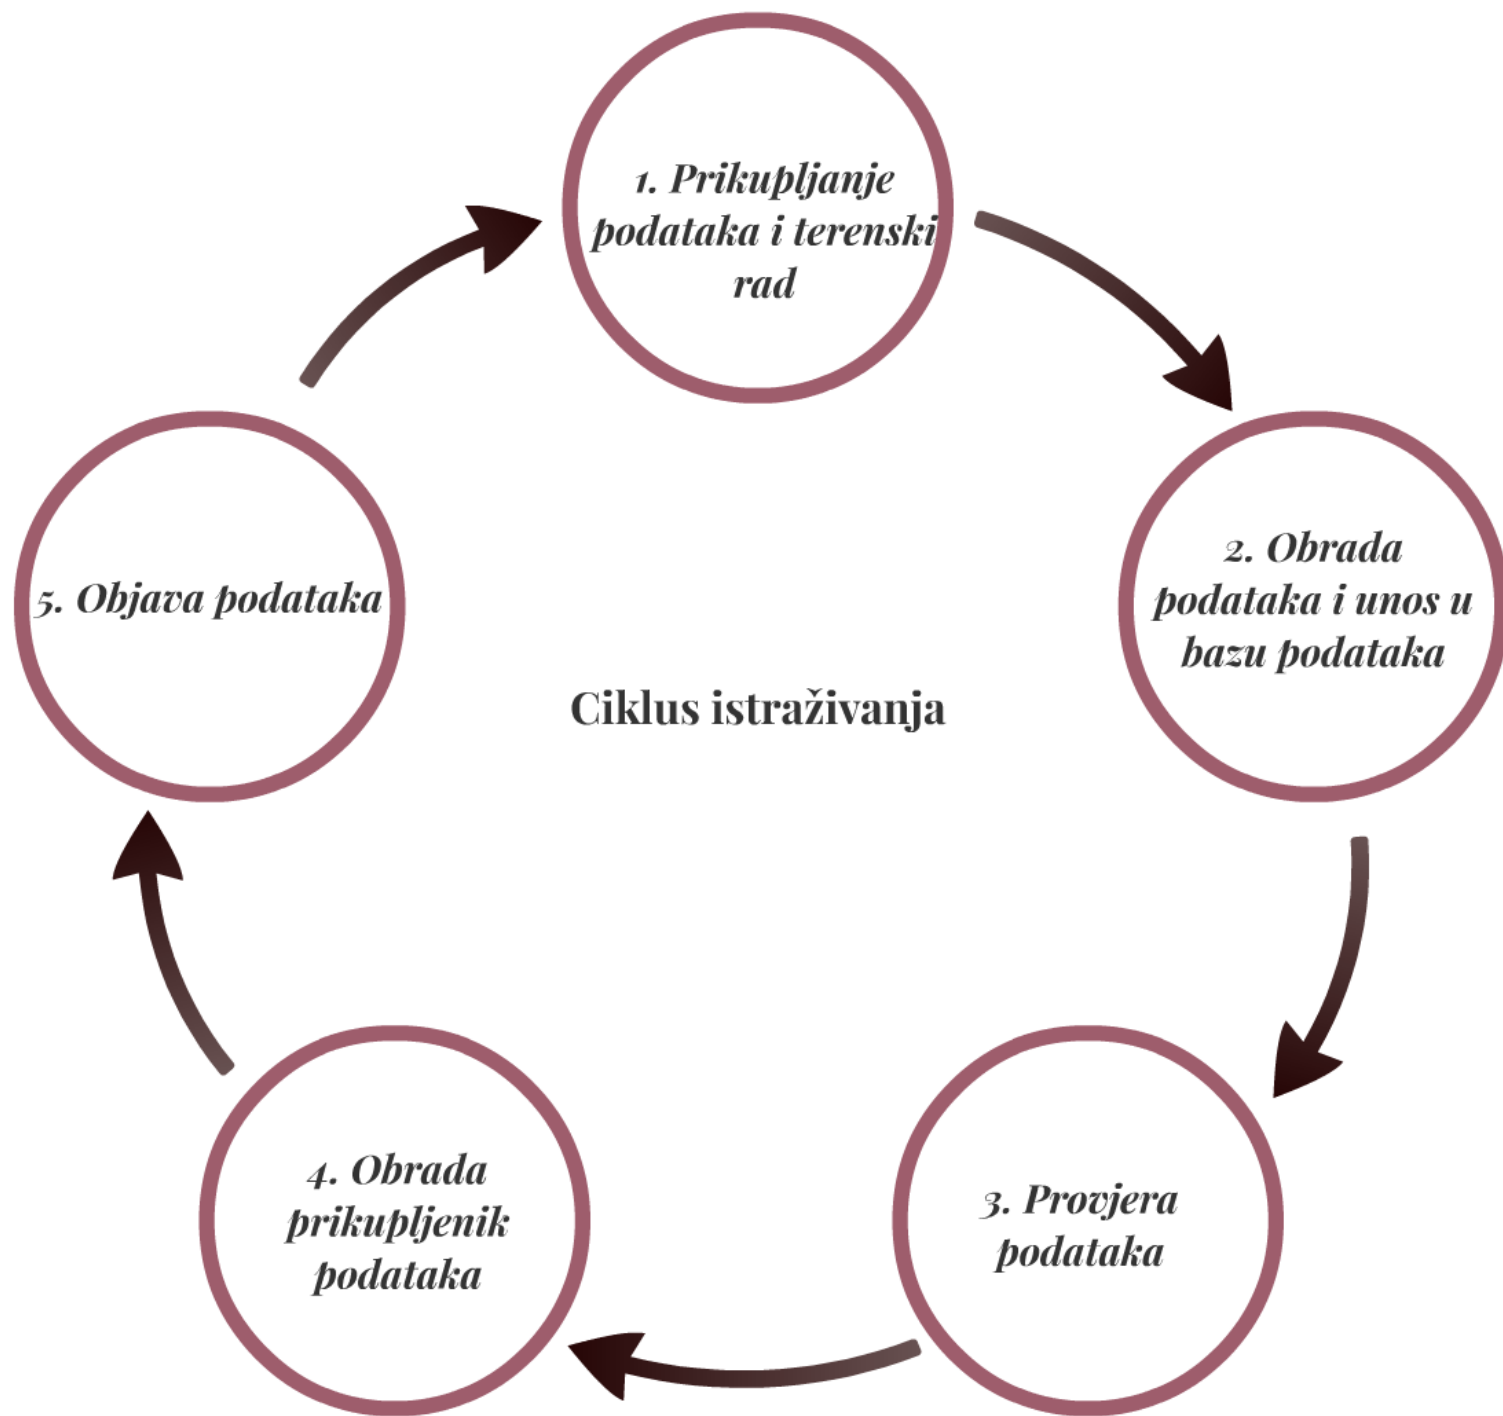 1. Prikupljanje
podataka i terenski
rad
2. Obrada
podataka i unos u
bazu podataka
3. Provjera
podataka
4. Obrada
prikupljenik
podataka
5. Objava podataka
Ciklus istraživanja